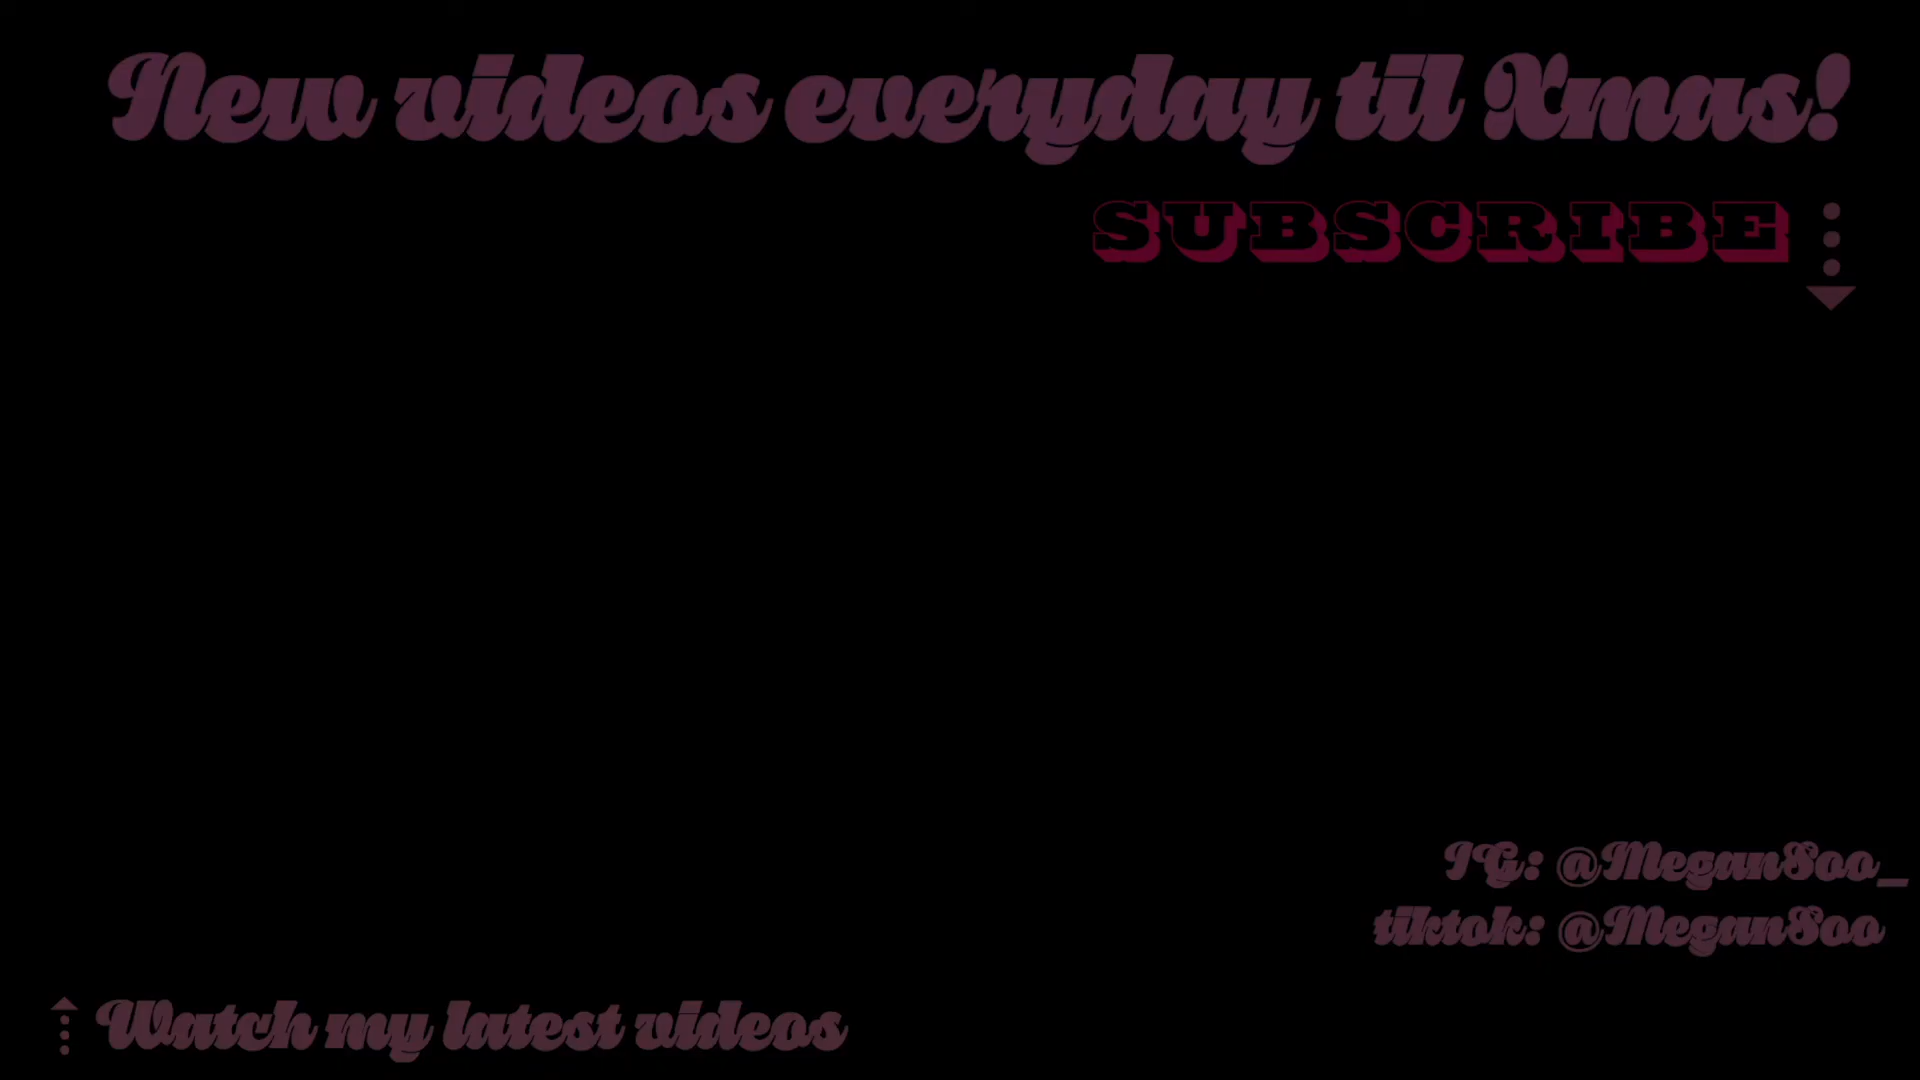 New videos everyday til Xmas!
SUBSCRIBE
IG: @MeganSoo_
tiktok: @MeganSoo
Watch my latest videos